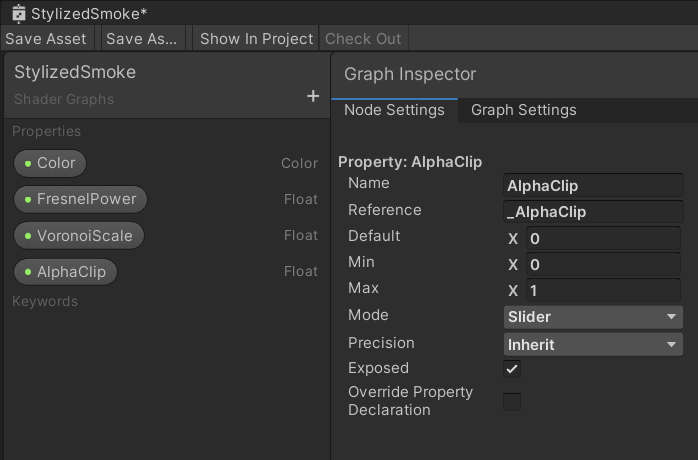 StylizedSmoke*
Save Asset Save As... Show In Project Check Out
StylizedSmoke
Shader Graphs
+
Properties
Color Color
FresnelPower Float
VoronoiScale Float
AlphaClip Float
Keywords
Graph Inspector
Node Settings Graph Settings
Property: AlphaClip
Name AlphaClip
Reference _AlphaClip
Default X 0
Min X 0
Max X 1
Mode Slider
Precision Inherit
Exposed
Override Property
Declaration